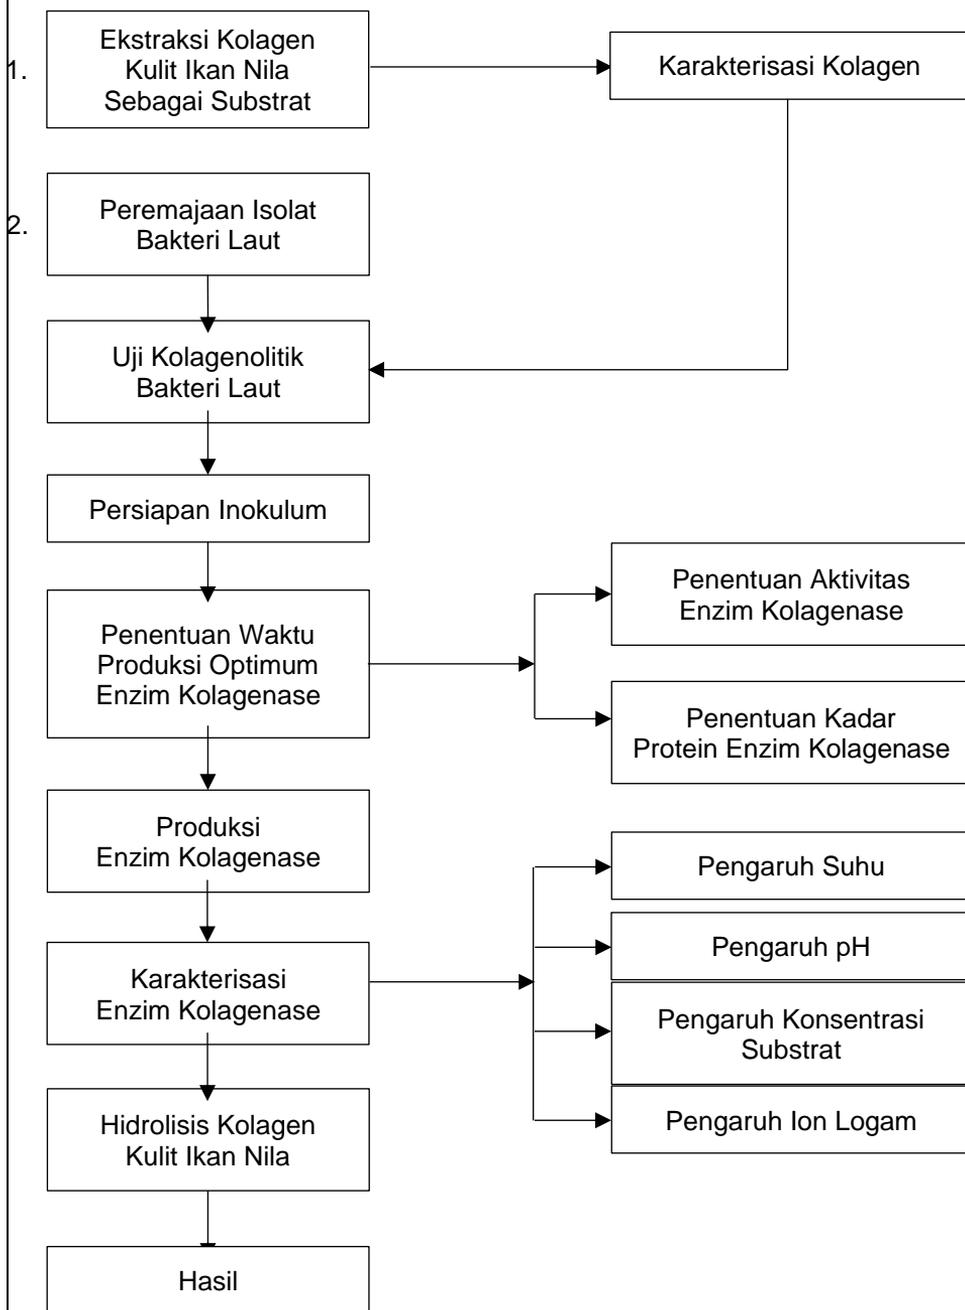 1.
Ekstraksi Kolagen
Kulit Ikan Nila
Sebagai Substrat
Karakterisasi Kolagen
2.
Peremajaan Isolat
Bakteri Laut
Uji Kolagenolitik
Bakteri Laut
Persiapan Inokulum
Penentuan Waktu
Produksi Optimum
Enzim Kolagenase
Penentuan Aktivitas
Enzim Kolagenase
Penentuan Kadar
Protein Enzim Kolagenase
Produksi
Enzim Kolagenase
Karakterisasi
Enzim Kolagenase
Pengaruh Suhu
Pengaruh pH
Pengaruh Konsentrasi
Substrat
Pengaruh Ion Logam
Hidrolisis Kolagen
Kulit Ikan Nila
Hasil